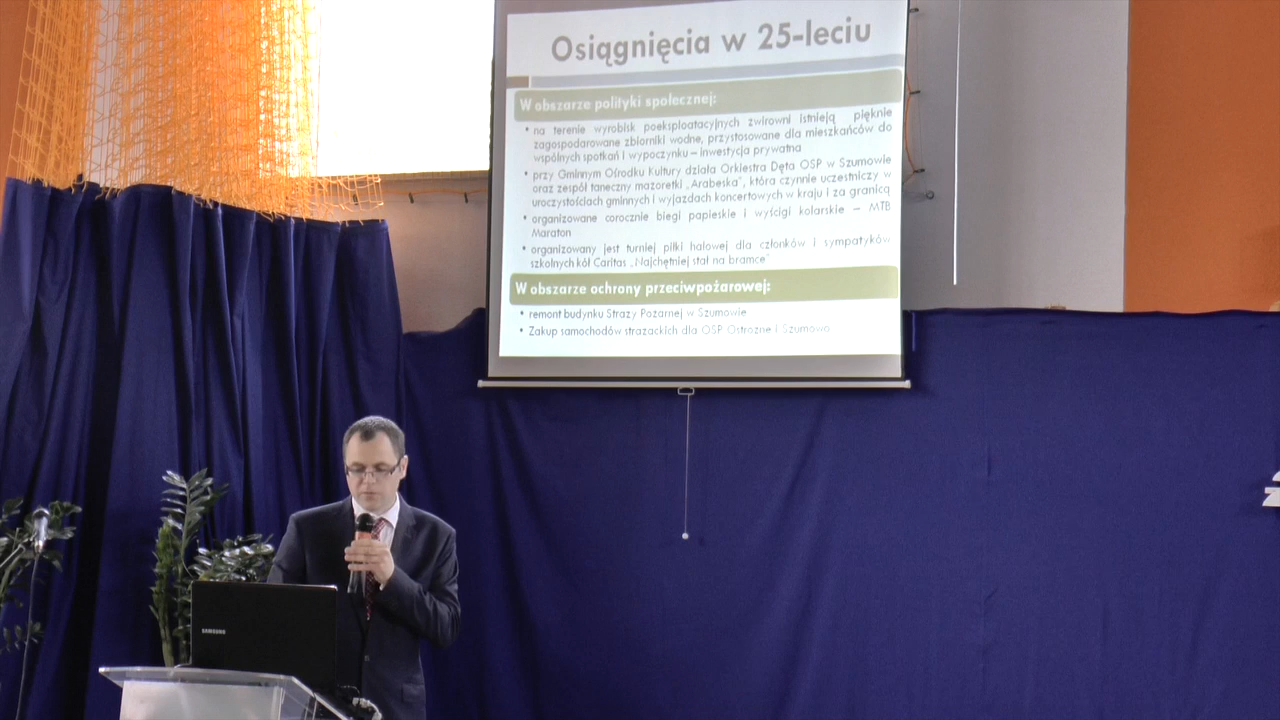 Osiągnięcia w 25-leciu
W obszarze polityki społecznej:
• na terenie wyrobisk poeksploatacyjnych żwirowni istnieją pięknie
zagospodarowane zbiorniki wodne, przystosowane dla mieszkańców do
wspólnych spotkań i wypoczynku – inwestycja prywatna
• przy Gminnym Ośrodku Kultury działa Orkiestra Dęta OSP w Szumowie
oraz zespół taneczny mażoretki „Arabeska", która czynnie uczestniczy w
uroczystościach gminnych i wyjazdach koncertowych w kraju i za granicą
• organizowane corocznie biegi papieskie i wyścigi kolarskie – MTB
Maraton
• organizowany jest turniej piłki halowej dla członków i sympatyków
szkolnych kół Caritas „Najchętniej stał na bramce"
W obszarze ochrony przeciwpożarowej:
• remont budynku Straży Pożarnej w Szumowie
• Zakup samochodów strażackich dla OSP Ostrożne i Szumowo
SAMSUNG